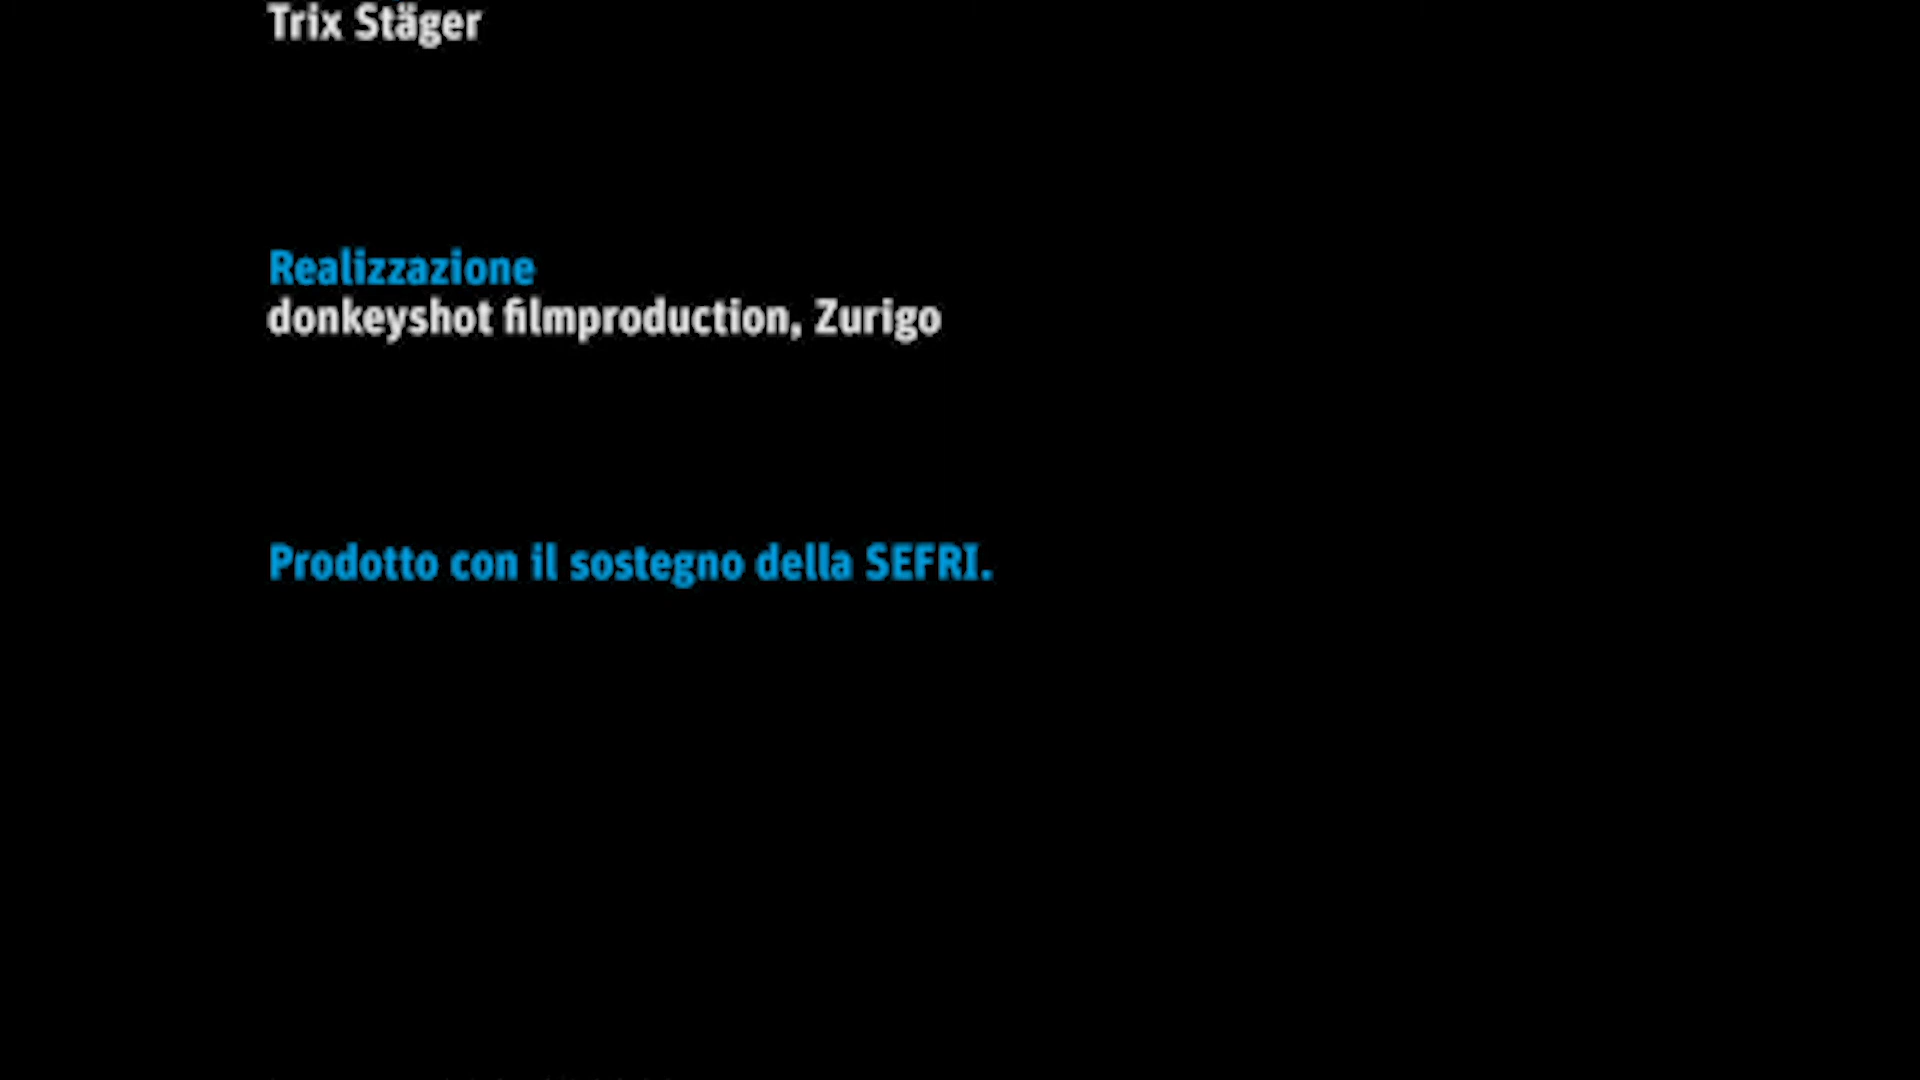 Trix Stäger
Realizzazione
donkeyshot filmproduction, Zurigo
Prodotto con il sostegno della SEFRI.